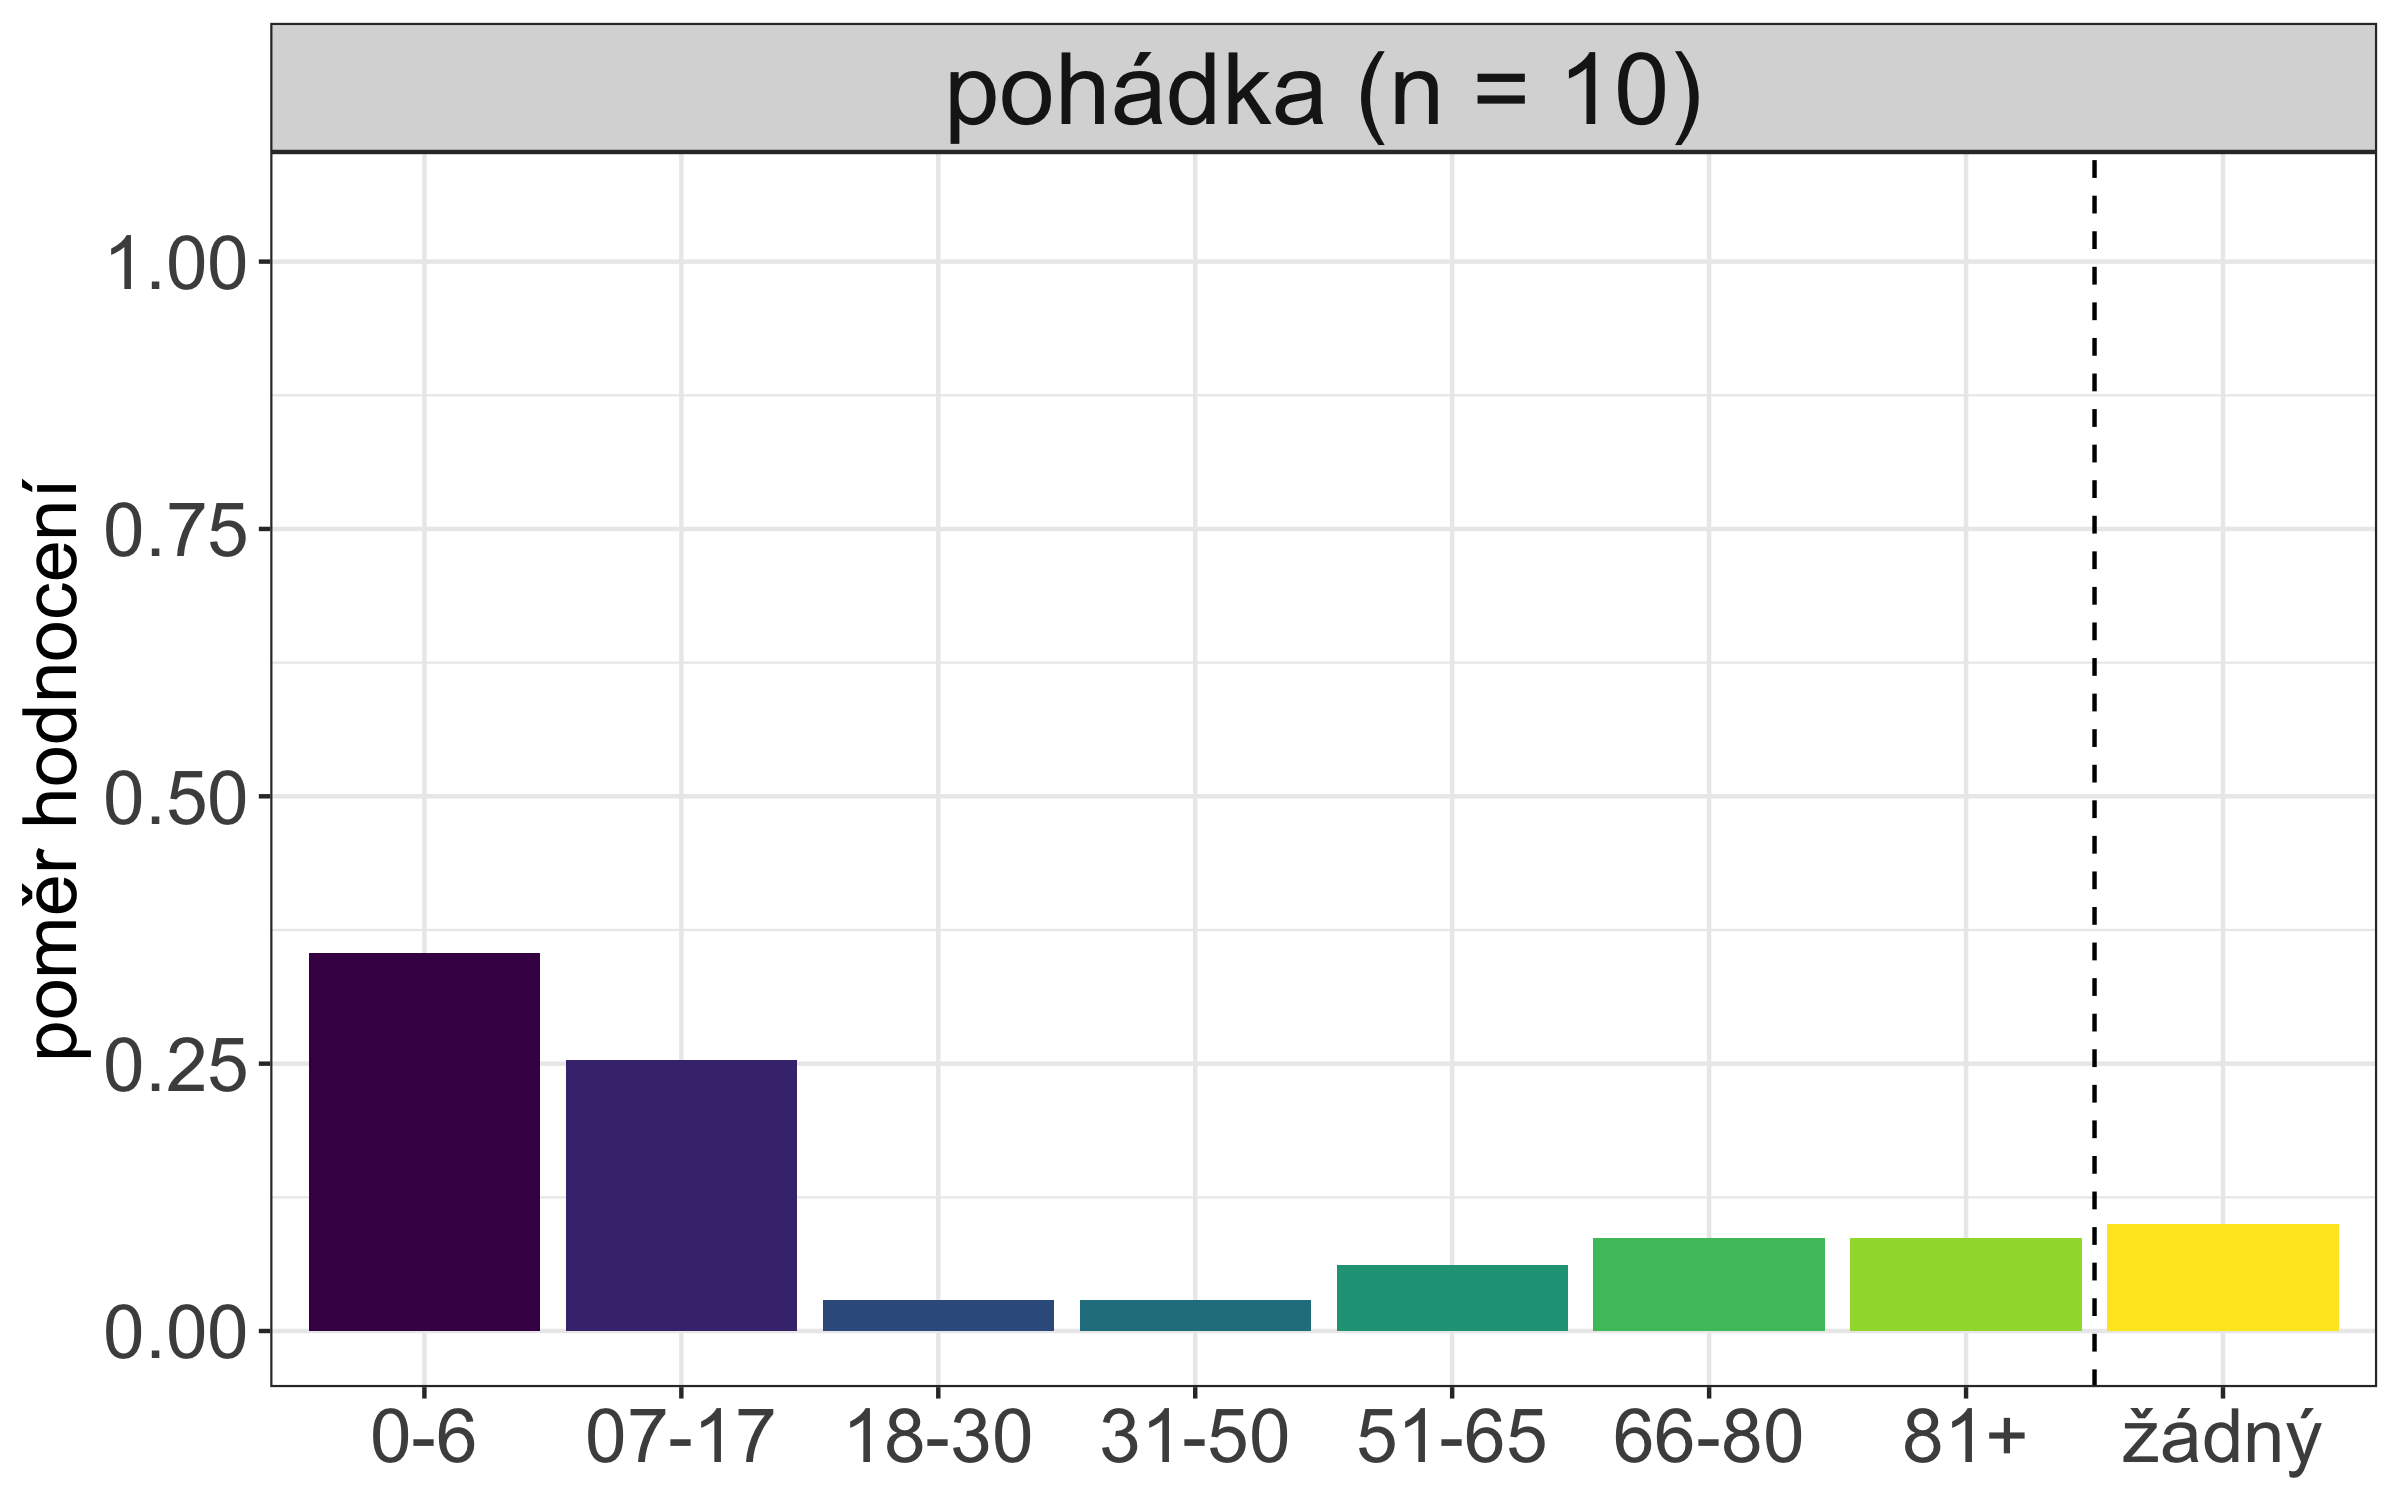 pohádka (n = 10)
poměr hodnocení
1.00
0.75
0.50
0.25
0.00
0-6 07-17 18-30 31-50 51-65 66-80 81+ žádný